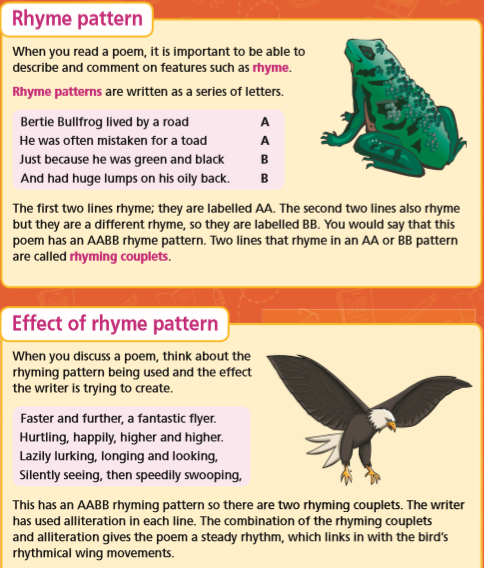 Rhyme pattern
When you read a poem, it is important to be able to
describe and comment on features such as rhyme.
Rhyme patterns are written as a series of letters.
Bertie Bullfrog lived by a road A
He was often mistaken for a toad A
Just because he was green and black B
And had huge lumps on his oily back. B
The first two lines rhyme; they are labelled AA. The second two lines also rhyme
but they are a different rhyme, so they are labelled BB. You would say that this
poem has an AABB rhyme pattern. Two lines that rhyme in an AA or BB pattern
are called rhyming couplets.
Effect of rhyme pattern
When you discuss a poem, think about the
rhyming pattern being used and the effect
the writer is trying to create.
Faster and further, a fantastic flyer.
Hurtling, happily, higher and higher.
Lazily lurking, longing and looking,
Silently seeing, then speedily swooping,
This has an AABB rhyming pattern so there are two rhyming couplets. The writer
has used alliteration in each line. The combination of the rhyming couplets
and alliteration gives the poem a steady rhythm, which links in with the bird's
rhythmical wing movements.